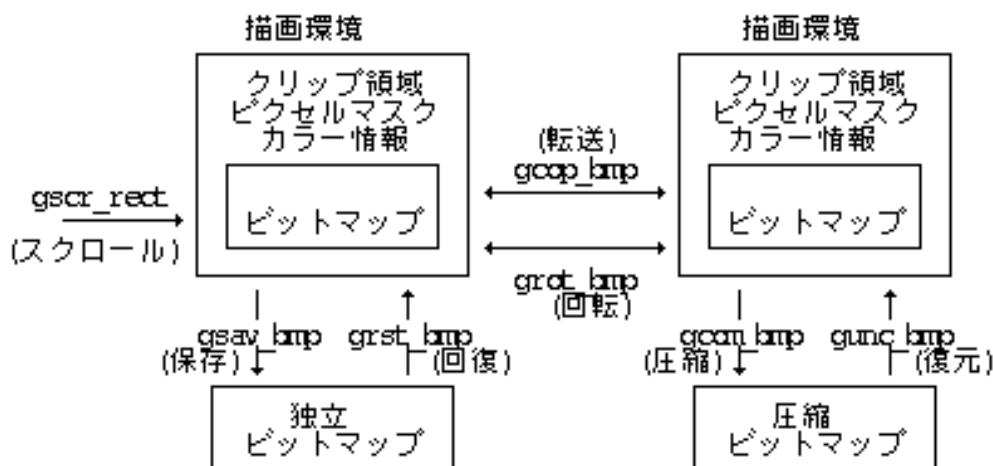 描画環境
描画環境
クリップ領域
ピクセルマスク
カラー情報
ビットマップ
クリップ領域
ピクセルマスク
カラー情報
ビットマップ
(転送)
gcop_bmp
gscr_rect
(スクロール)
grot_bmp
(回転)
gsav_bmp
(保存)
grst_bmp
(回復)
gcom_bmp
(圧縮)
gunc_bmp
(復元)
独立
ビットマップ
圧縮
ビットマップ